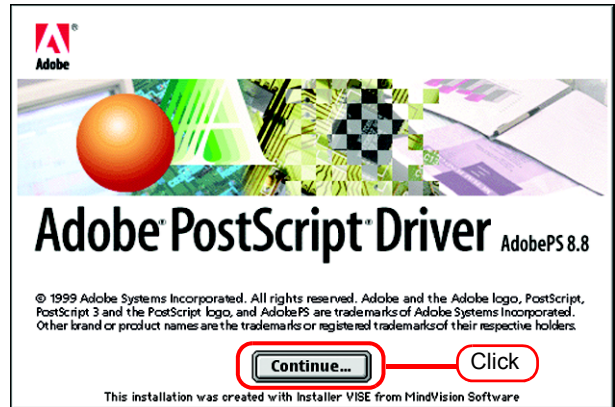 Adobe®
Adobe® PostScript® Driver AdobePS 8.8
© 1999 Adobe Systems Incorporated. All rights reserved. Adobe and the Adobe logo, PostScript,
PostScript 3 and the PostScript logo, and AdobePS are trademarks of Adobe Systems Incorporated.
Other brand or product names are the trademarks or registered trademarks of their respective holders.
Continue...
Click
This installation was created with Installer VISE from MindVision Software